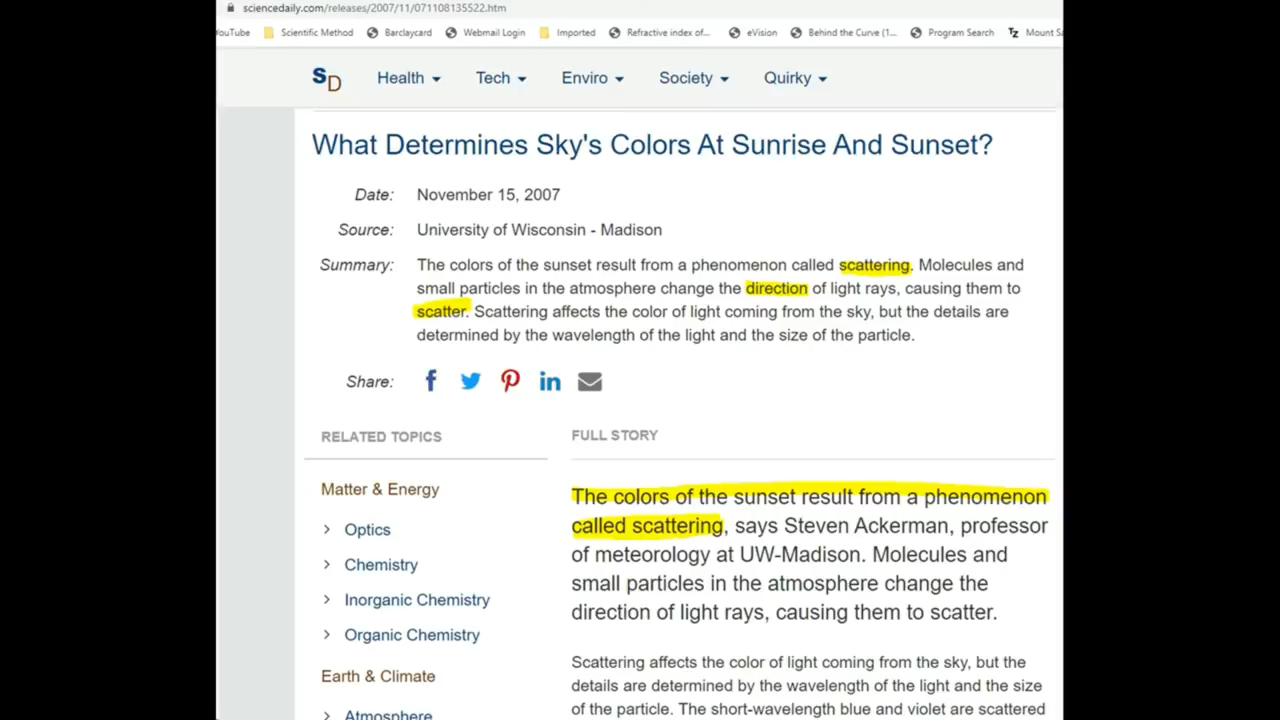 sciencedaily.com/releases/2007/11/071108135522.htm
YouTube Scientific Method Barclaycard Webmail Login Imported Refractive index of... eVision Behind the Curve (1... Program Search TZ Mount Sa
SD Health Tech Enviro Society Quirky
What Determines Sky's Colors At Sunrise And Sunset?
Date: November 15, 2007
Source: University of Wisconsin - Madison
Summary: The colors of the sunset result from a phenomenon called scattering. Molecules and
small particles in the atmosphere change the direction of light rays, causing them to
scatter. Scattering affects the color of light coming from the sky, but the details are
determined by the wavelength of the light and the size of the particle.
Share:
RELATED TOPICS
Matter & Energy
Optics
Chemistry
Inorganic Chemistry
Organic Chemistry
Earth & Climate
Atmosphere
FULL STORY
The colors of the sunset result from a phenomenon
called scattering, says Steven Ackerman, professor
of meteorology at UW-Madison. Molecules and
small particles in the atmosphere change the
direction of light rays, causing them to scatter.
Scattering affects the color of light coming from the sky, but the
details are determined by the wavelength of the light and the size
of the particle. The short-wavelength blue and violet are scattered